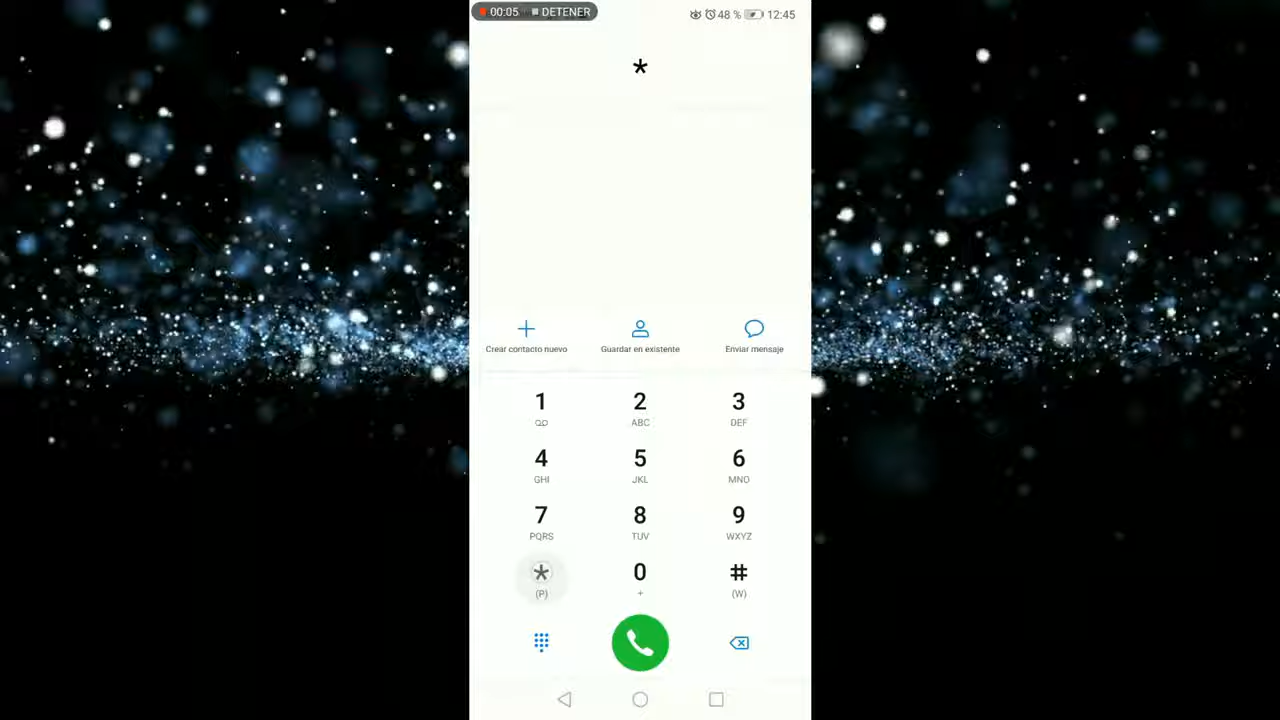 00:05 DETENER
48 % 12:45
*
Crear contacto nuevo Guardar en existente Enviar mensaje
1 2 3
ABC DEF
4 5 6
GHI JKL MNO
7 8 9
PQRS TUV WXYZ
* 0 #
(P) + (W)